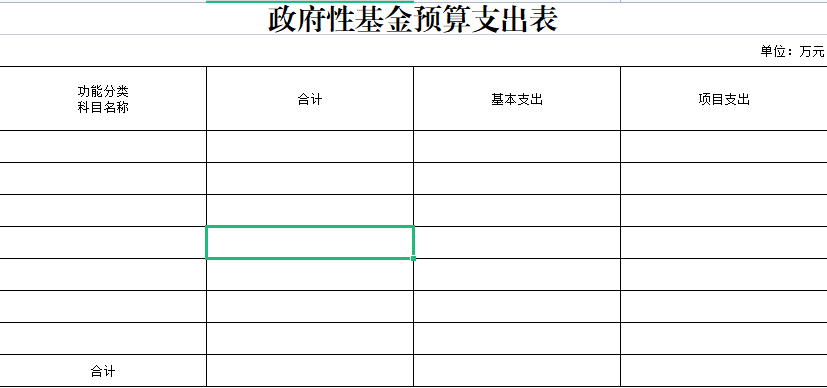 政府性基金预算支出表
单位：万元
功能分类
科目名称
合计
基本支出
项目支出
合计